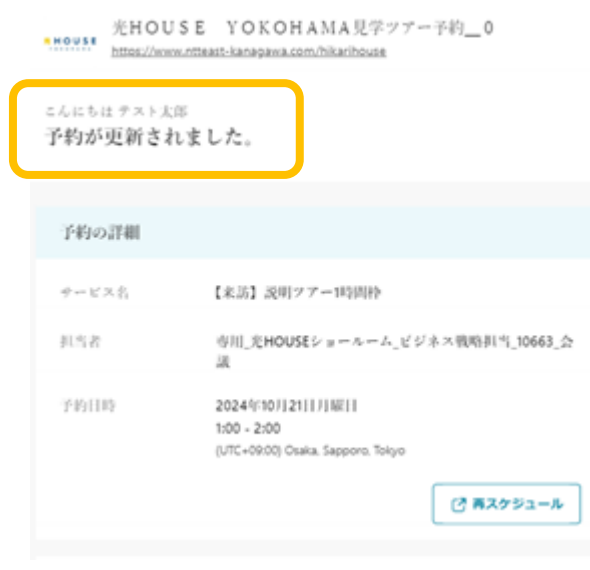 HOUSE
光HOUSE YOKOHAMA見学ツアー予約__0
https://www.ntteast-kanagawa.com/hikarihouse
こんにちは テスト太郎
予約が更新されました。
予約の詳細
サービス名 【来訪】説明ツアー1時間枠
担当者 専用_光HOUSEショールーム_ビジネス戦略担当_10663_会
議
予約日時 2024年10月21日月曜日
1:00 - 2:00
(UTC+09:00) Osaka, Sapporo, Tokyo
再スケジュール